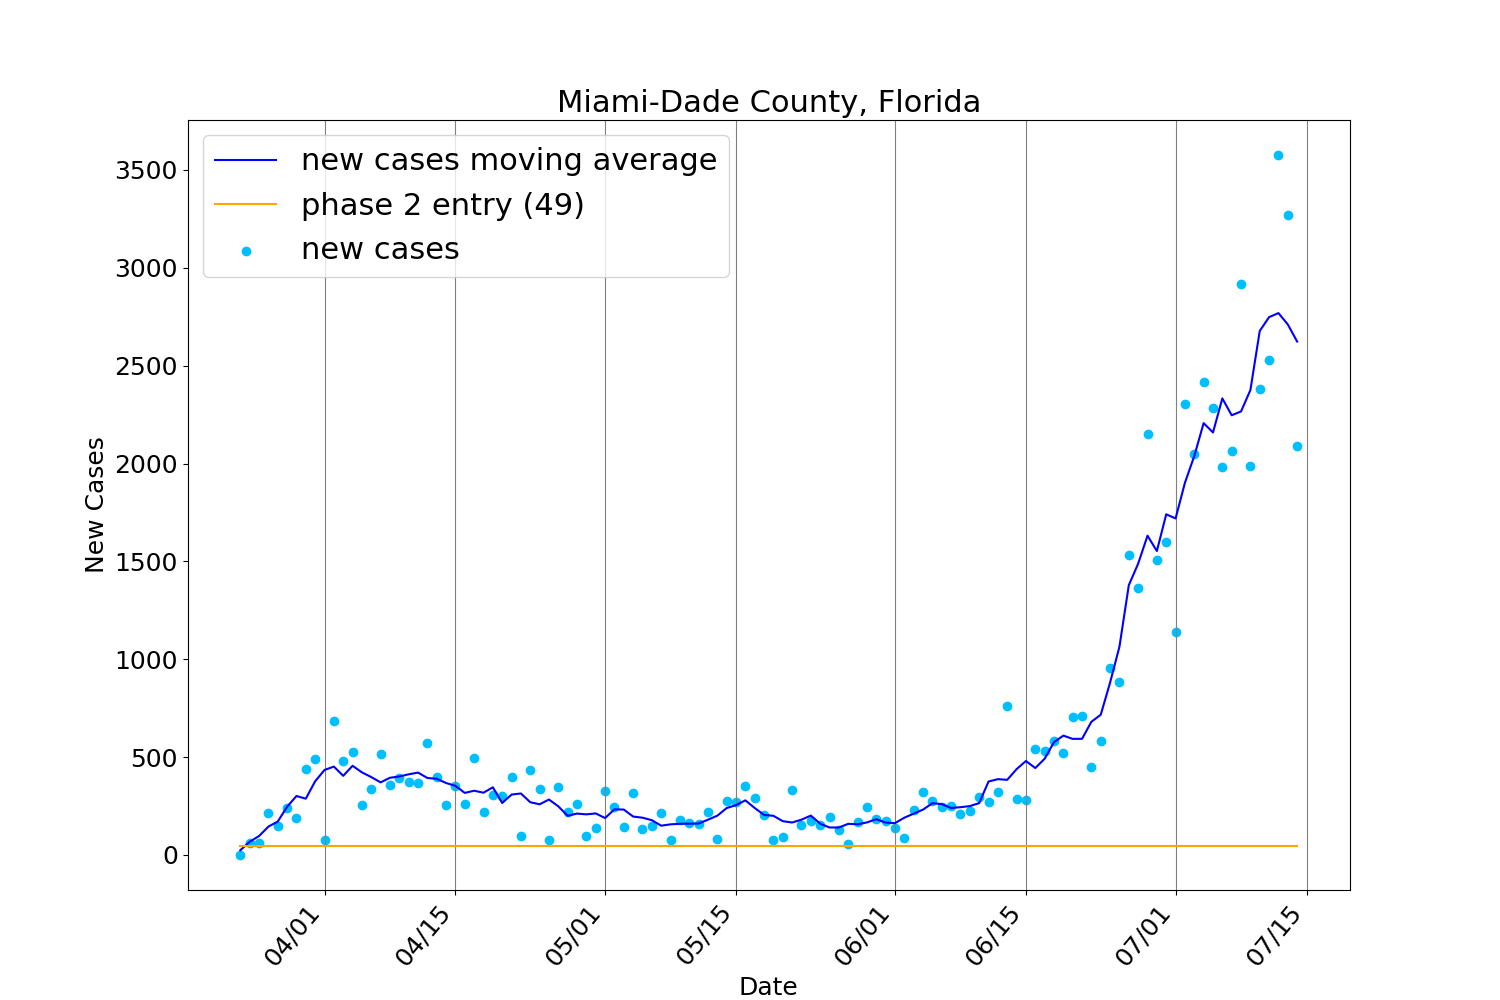 Miami-Dade County, Florida
new cases moving average
phase 2 entry (49)
new cases
3500
3000
2500
2000
1500
1000
500
0
New Cases
04/01
04/15
05/01
05/15
06/01
06/15
07/01
07/15
Date